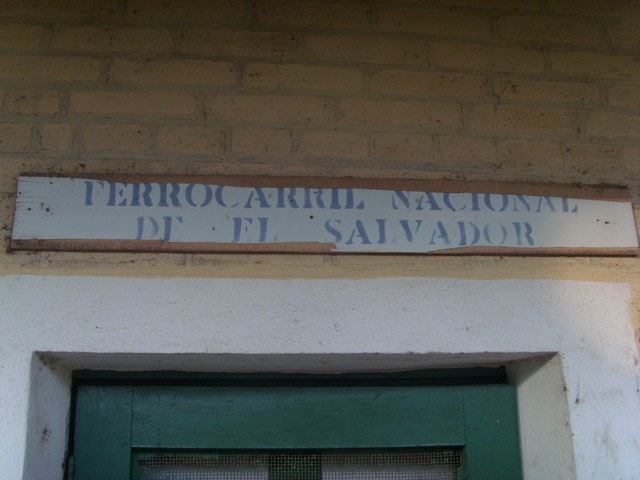 FERROCARRIL NACIONAL
DE EL SALVADOR